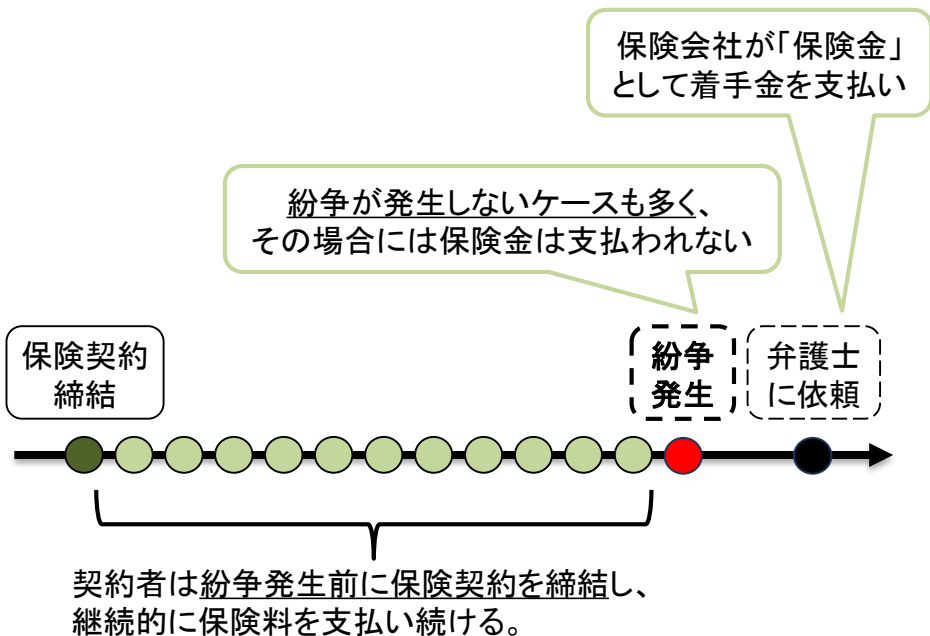 保険会社が「保険金」
として着手金を支払い
紛争が発生しないケースも多く、
その場合には保険金は支払われない
保険契約
締結
紛争
発生
弁護士
に依頼
契約者は紛争発生前に保険契約を締結し、
継続的に保険料を支払い続ける。